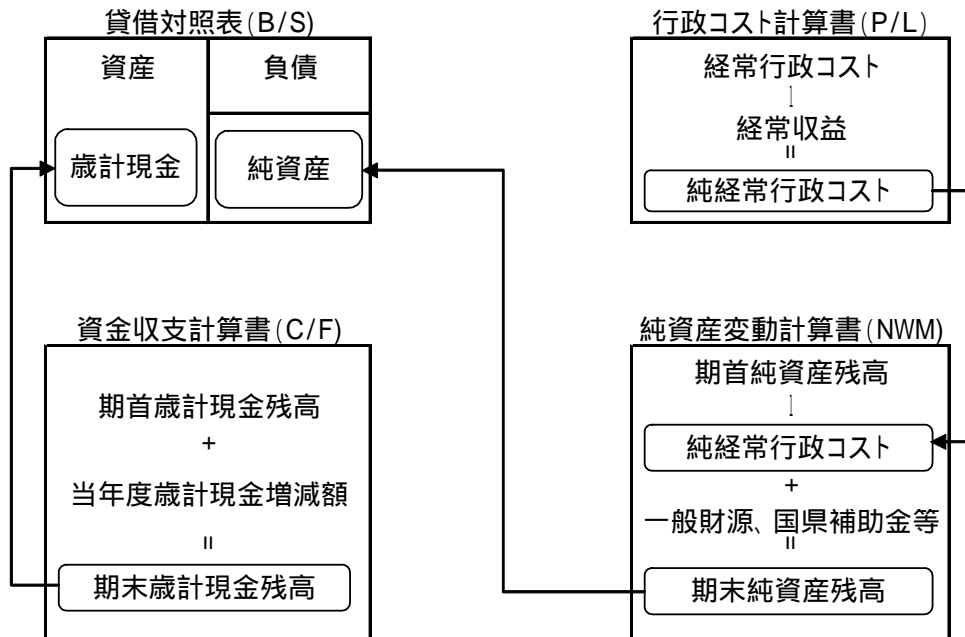 貸借対照表(B/S)
資産 負債
歳計現金 純資産
行政コスト計算書(P/L)
経常行政コスト
｜
経常収益
॥
純経常行政コスト
資金収支計算書(C/F)
期首歳計現金残高
+
当年度歳計現金増減額
॥
期末歳計現金残高
純資産変動計算書(NWM)
期首純資産残高
｜
純経常行政コスト
+
一般財源、国県補助金等
॥
期末純資産残高